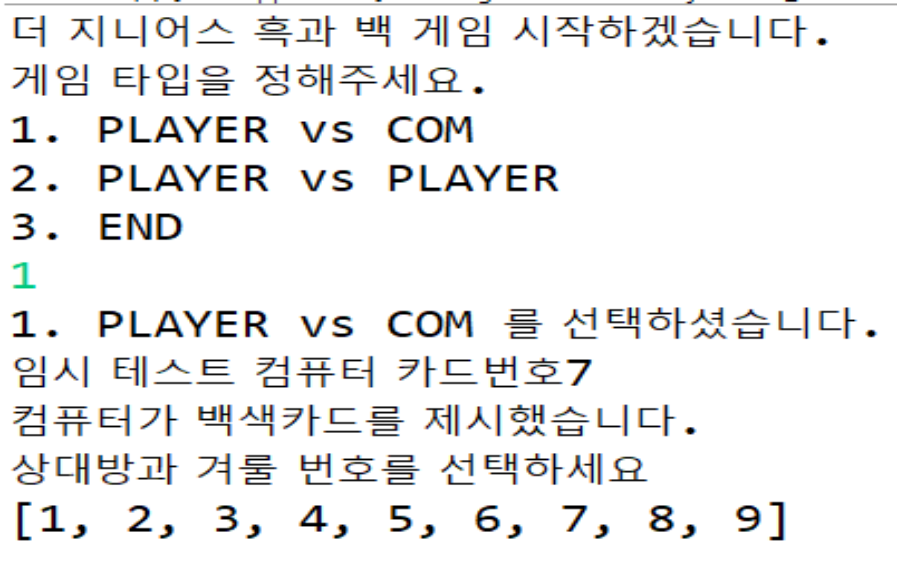 더 지니어스 흑과 백 게임 시작하겠습니다.
게임 타입을 정해주세요.
1. PLAYER vs COM
2. PLAYER vs PLAYER
3. END
1
1. PLAYER vs COM 를 선택하셨습니다.
임시 테스트 컴퓨터 카드번호7
컴퓨터가 백색카드를 제시했습니다.
상대방과 겨룰 번호를 선택하세요
[1, 2, 3, 4, 5, 6, 7, 8, 9]